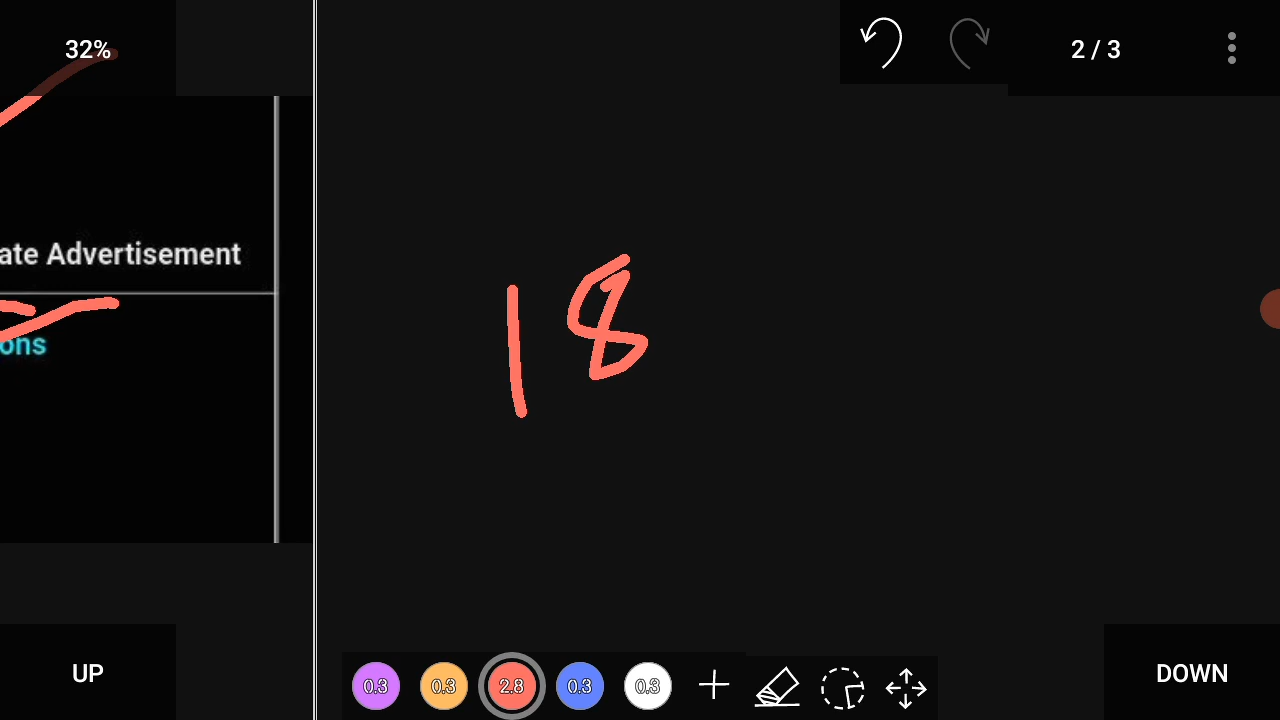 32%
2 / 3
ate Advertisement
18
ons
UP
0.3 0.3 2.8 0.3 0.3
DOWN